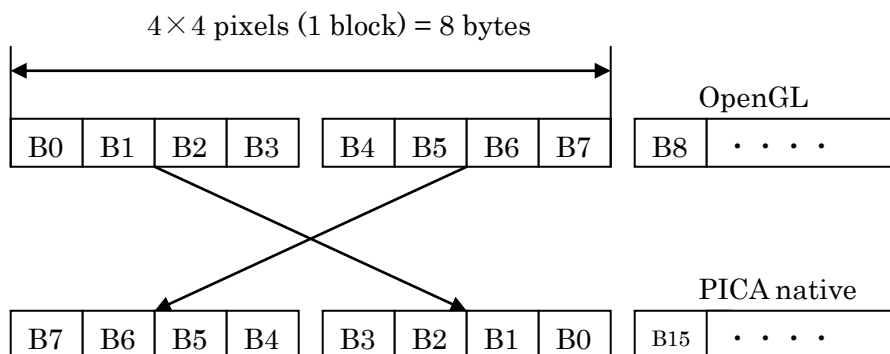 4×4 pixels (1 block) = 8 bytes
OpenGL
B0 B1 B2 B3 B4 B5 B6 B7 B8 ・・・・
PICA native
B7 B6 B5 B4 B3 B2 B1 B0 B15 ・・・・